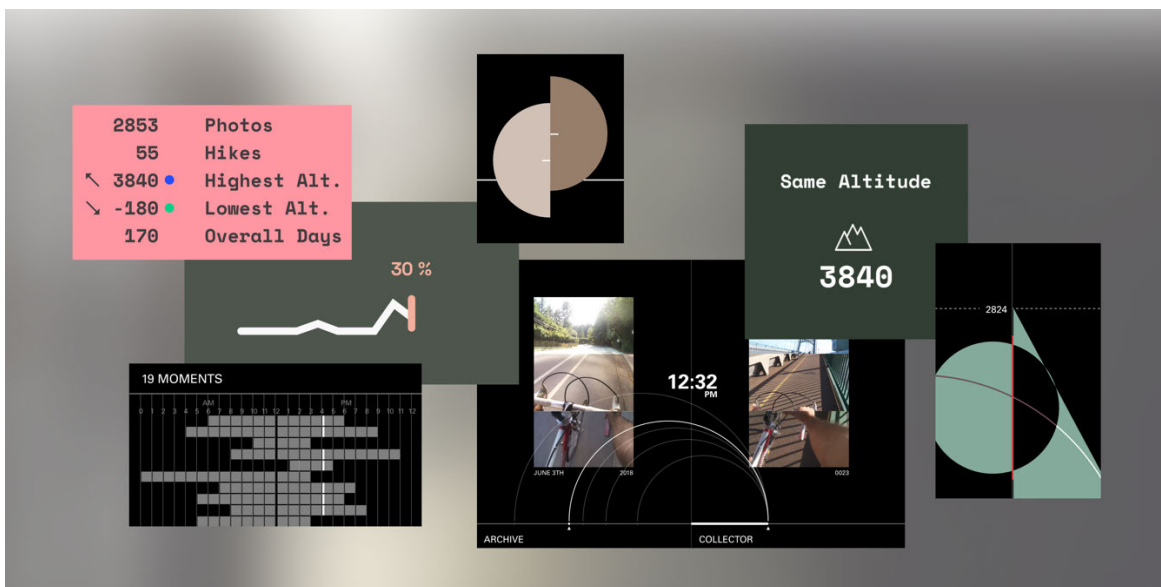 2853 Photos
55 Hikes
↖ 3840 Highest Alt.
↘ -180 Lowest Alt.
170 Overall Days
30 %
19 MOMENTS
AM PM
0 1 2 3 4 5 6 7 8 9 10 11 12 1 2 3 4 5 6 7 8 9 10 11 12
12:32
PM
JUNE 3TH 2018
0023
ARCHIVE COLLECTOR
Same Altitude
3840
2824